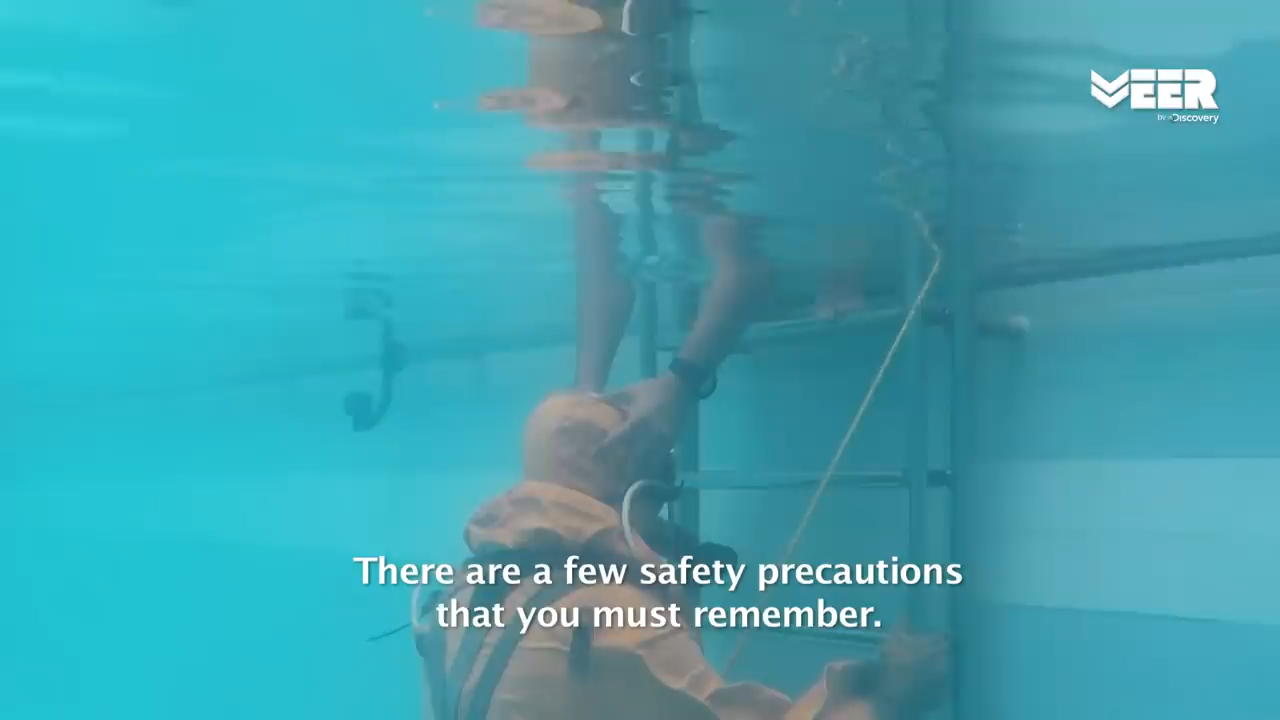 VEER
by Discovery
There are a few safety precautions
that you must remember.